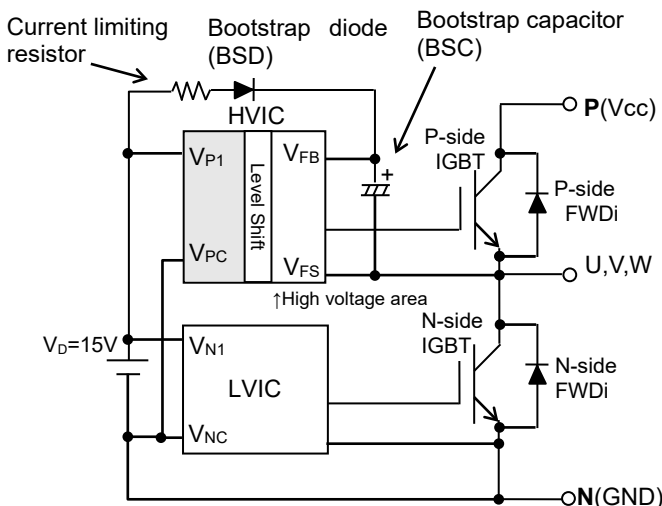 Current limiting
resistor
Bootstrap diode
(BSD)
Bootstrap capacitor
(BSC)
HVIC
P(Vcc)
VP1
Level Shift
VFB
+
P-side
IGBT
P-side
FWDi
VPC
VFS
U,V,W
↑High voltage area
VD=15V
VN1
N-side
IGBT
N-side
FWDi
LVIC
VNC
N(GND)